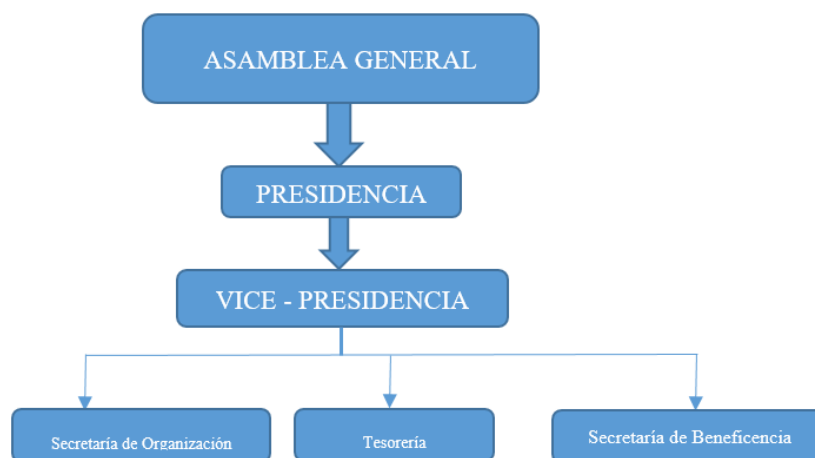 ASAMBLEA GENERAL
PRESIDENCIA
VICE - PRESIDENCIA
Secretaría de Organización
Tesorería
Secretaría de Beneficencia